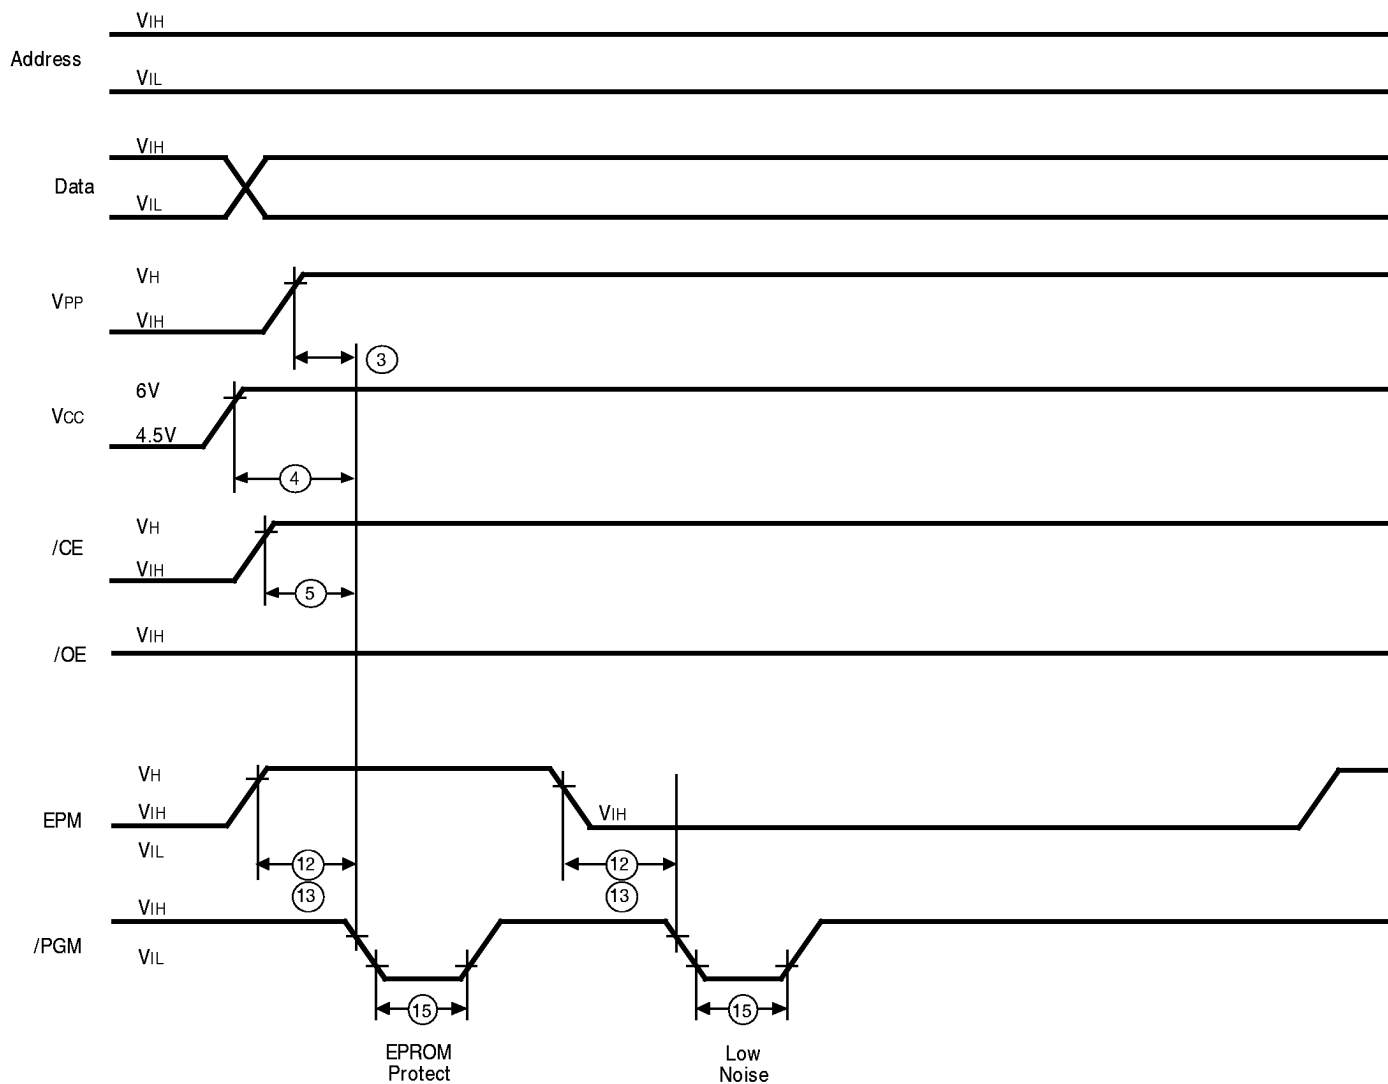 VIH
Address
VIL
VIH
Data
VIL
VH
VPP
VIH
3
6V
VCC
4.5V
4
VH
/CE
VIH
5
VIH
/OE
VH
VIH
VIH
EPM
VIL
12
12
13
13
VIH
/PGM
VIL
15
15
EPROM
Protect
Low
Noise